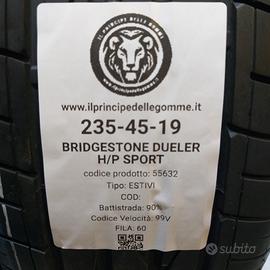 IL PRINCIPE DELLE GOMME
www.ilprincipedellegomme.it
235-45-19
BRIDGESTONE DUELER
H/P SPORT
codice prodotto: 55632
Tipo: ESTIVI
COD:
Battistrada: 90%
Codice Velocità: 99V
FILA: 60
subito